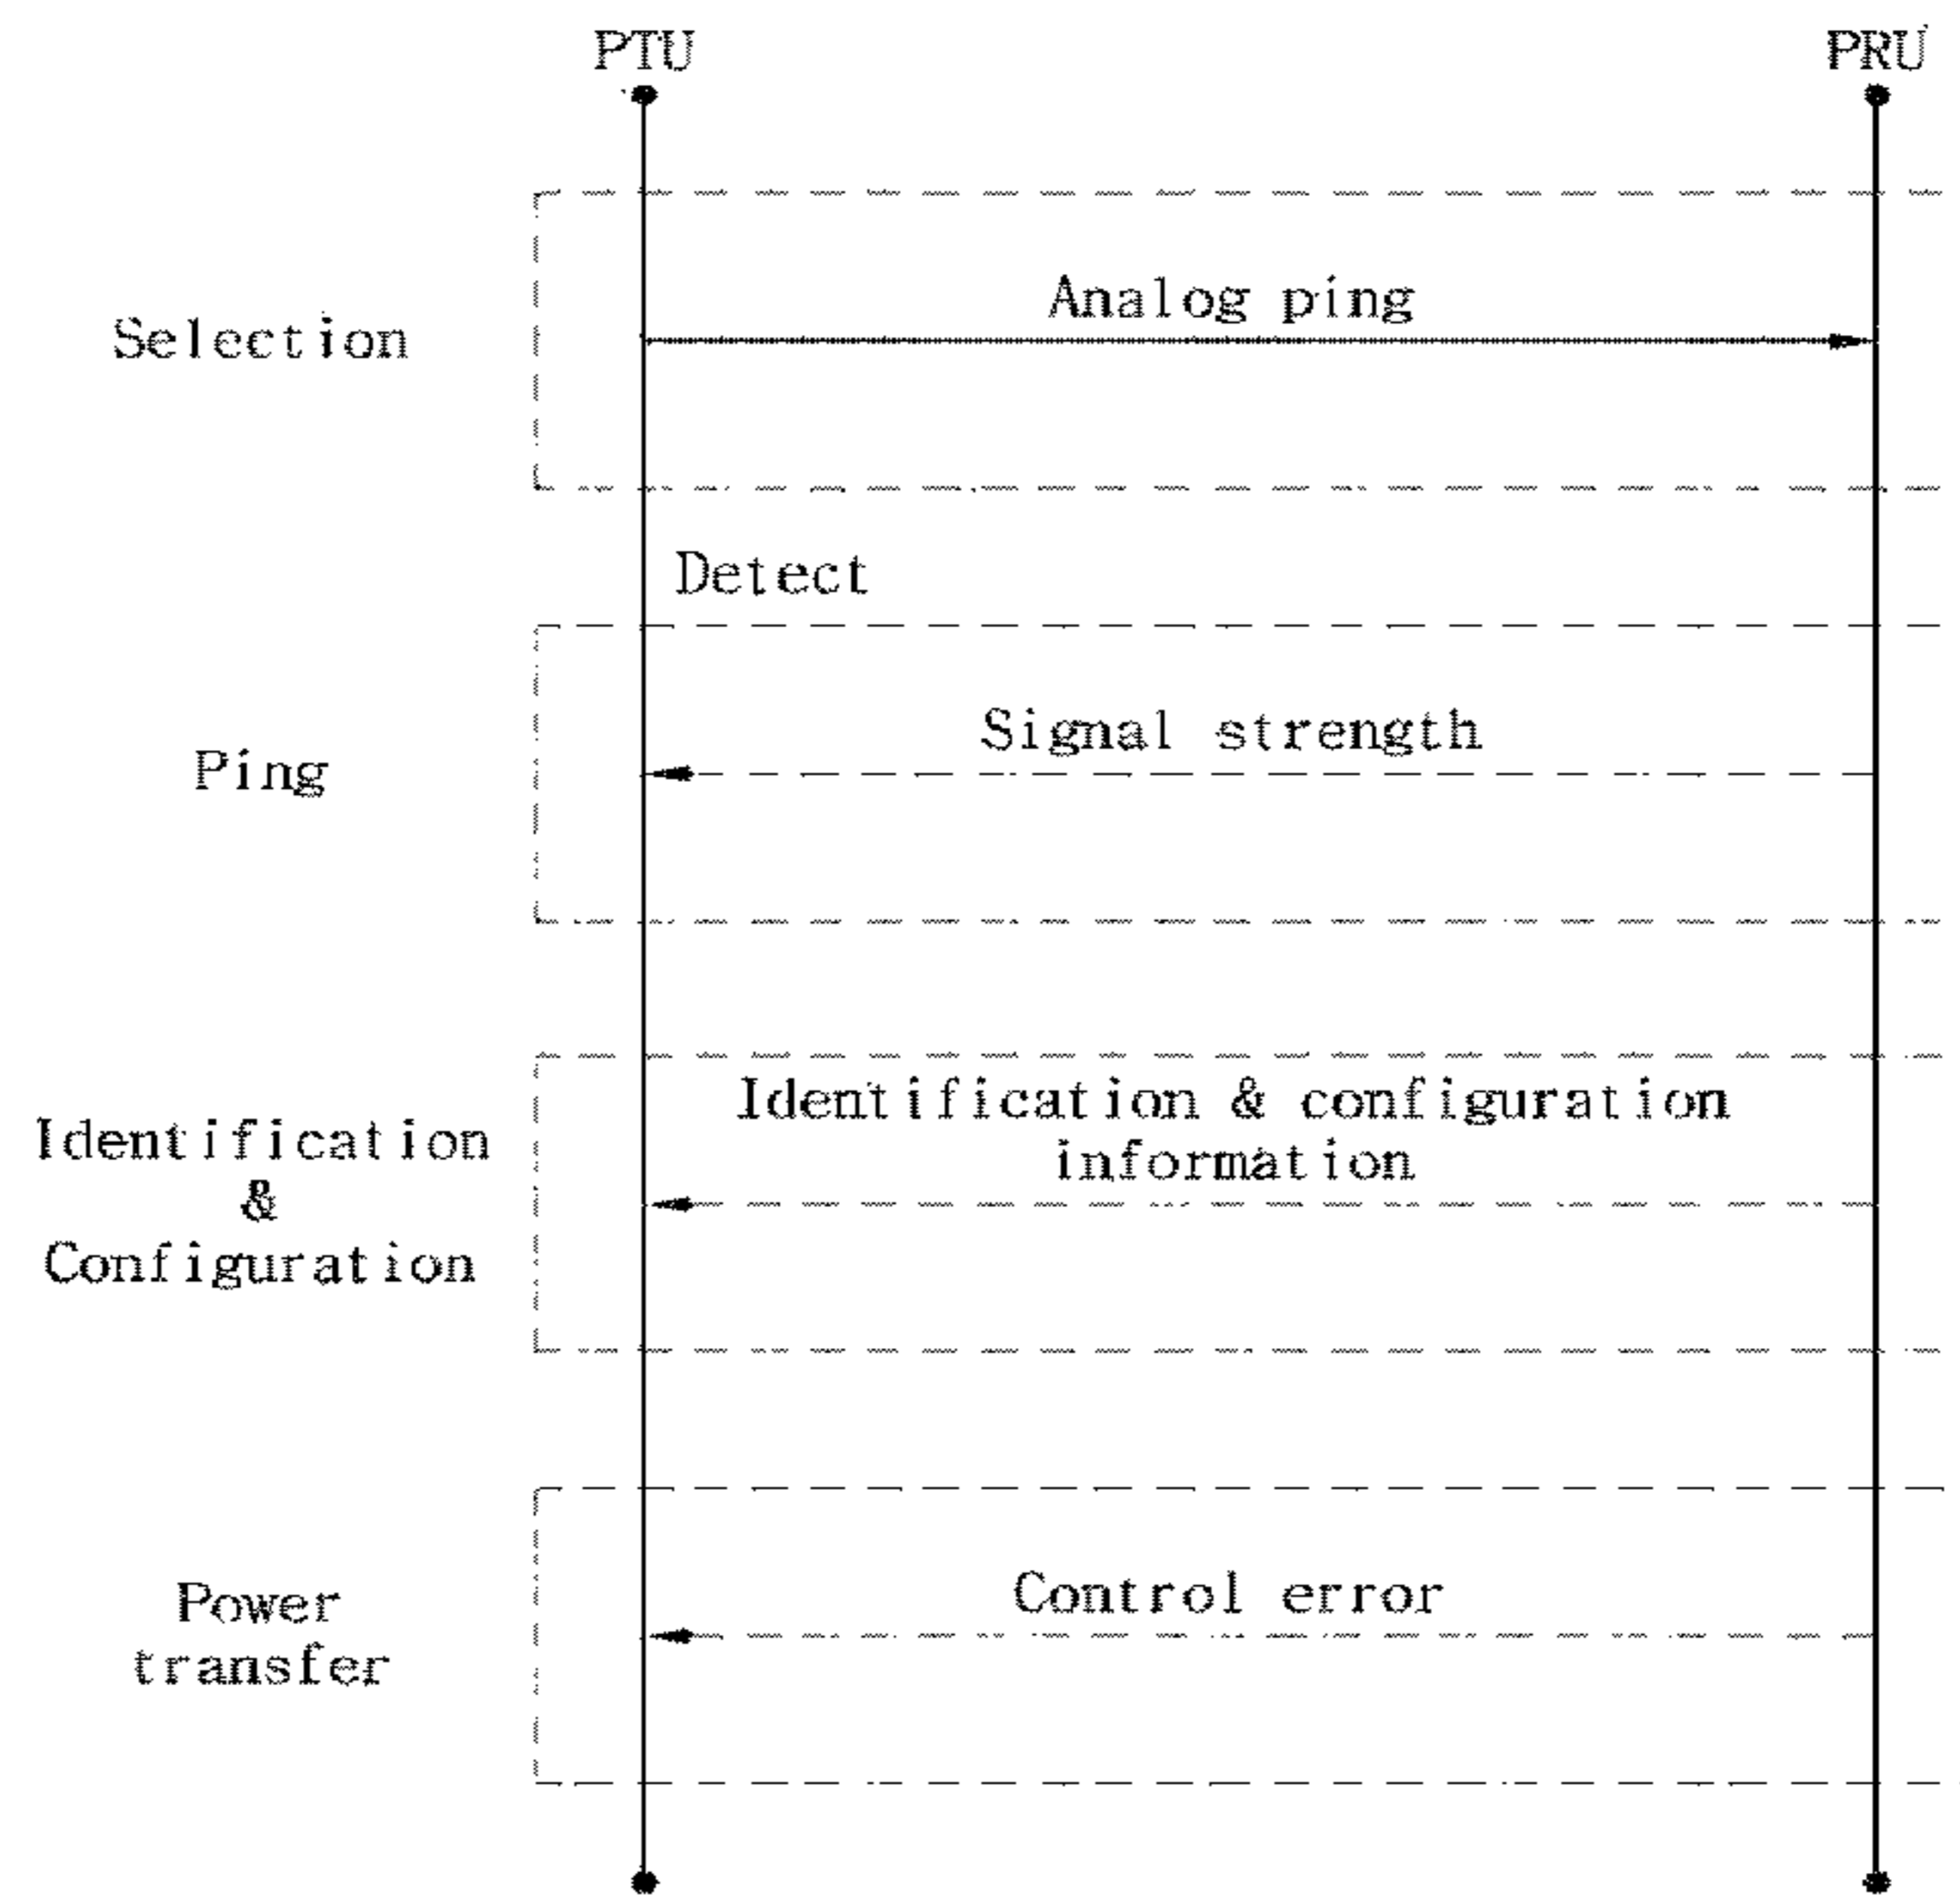 PTU
PRU
Analog ping
Selection
Detect
Signal strength
Ping
Identification & configuration
information
Identification
&
Configuration
Control error
Power
transfer